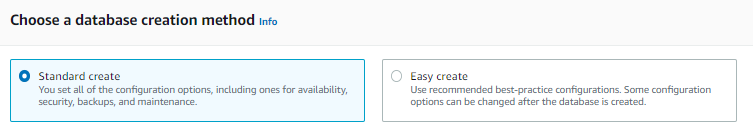 Choose a database creation method Info
Standard create
You set all of the configuration options, including ones for availability,
security, backups, and maintenance.
Easy create
Use recommended best-practice configurations. Some configuration
options can be changed after the database is created.